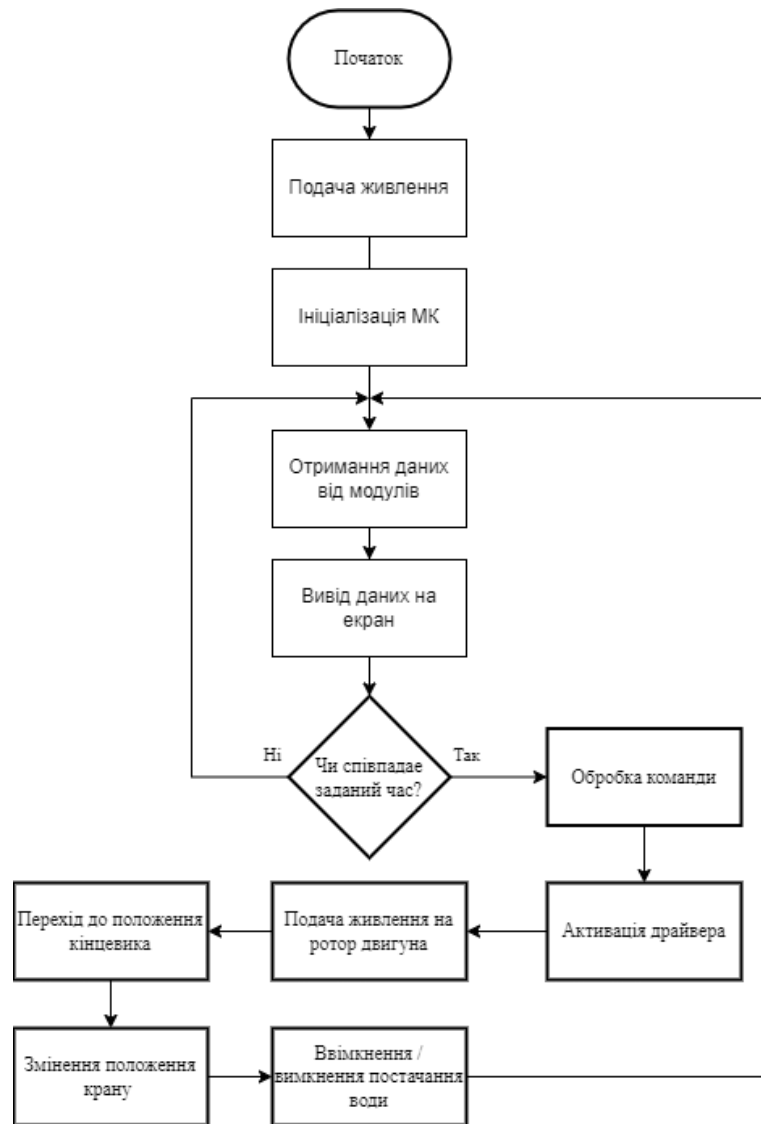 Початок
Подача живлення
Ініціалізація МК
Отримання даних
від модулів
Вивід даних на
екран
Ні
Чи співпадає
заданий час?
Так
Обробка команди
Перехід до положення
кінцевика
Подача живлення на
ротор двигуна
Активація драйвера
Змінення положення
крану
Ввімкнення /
вимкнення постачання
води